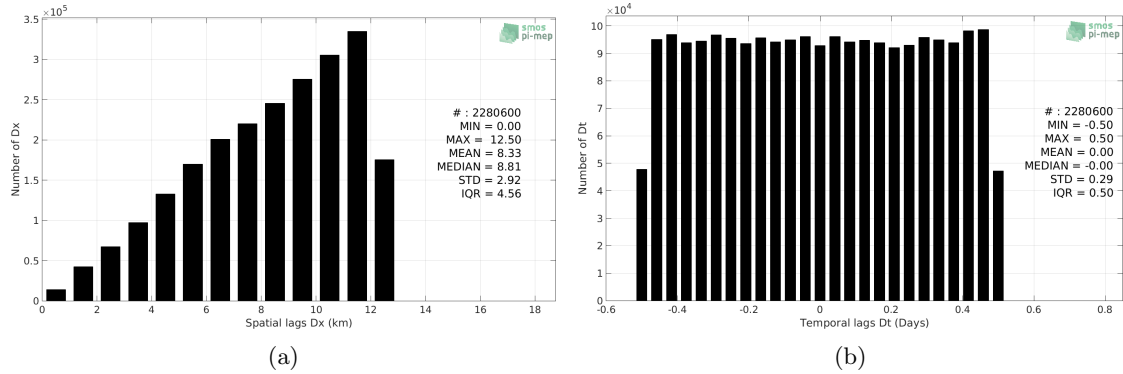 ×10^5
3.5
3
2.5
2
1.5
1
0.5
0
Number of Dx
smos
pi-mep
# : 2280600
MIN = 0.00
MAX = 12.50
MEAN = 8.33
MEDIAN = 8.81
STD = 2.92
IQR = 4.56
0 2 4 6 8 10 12 14 16 18
Spatial lags Dx (km)
(a)
×10^4
10
9
8
7
6
5
4
3
2
1
0
Number of Dt
smos
pi-mep
# : 2280600
MIN = -0.50
MAX = 0.50
MEAN = 0.00
MEDIAN = -0.00
STD = 0.29
IQR = 0.50
-0.6 -0.4 -0.2 0 0.2 0.4 0.6 0.8
Temporal lags Dt (Days)
(b)